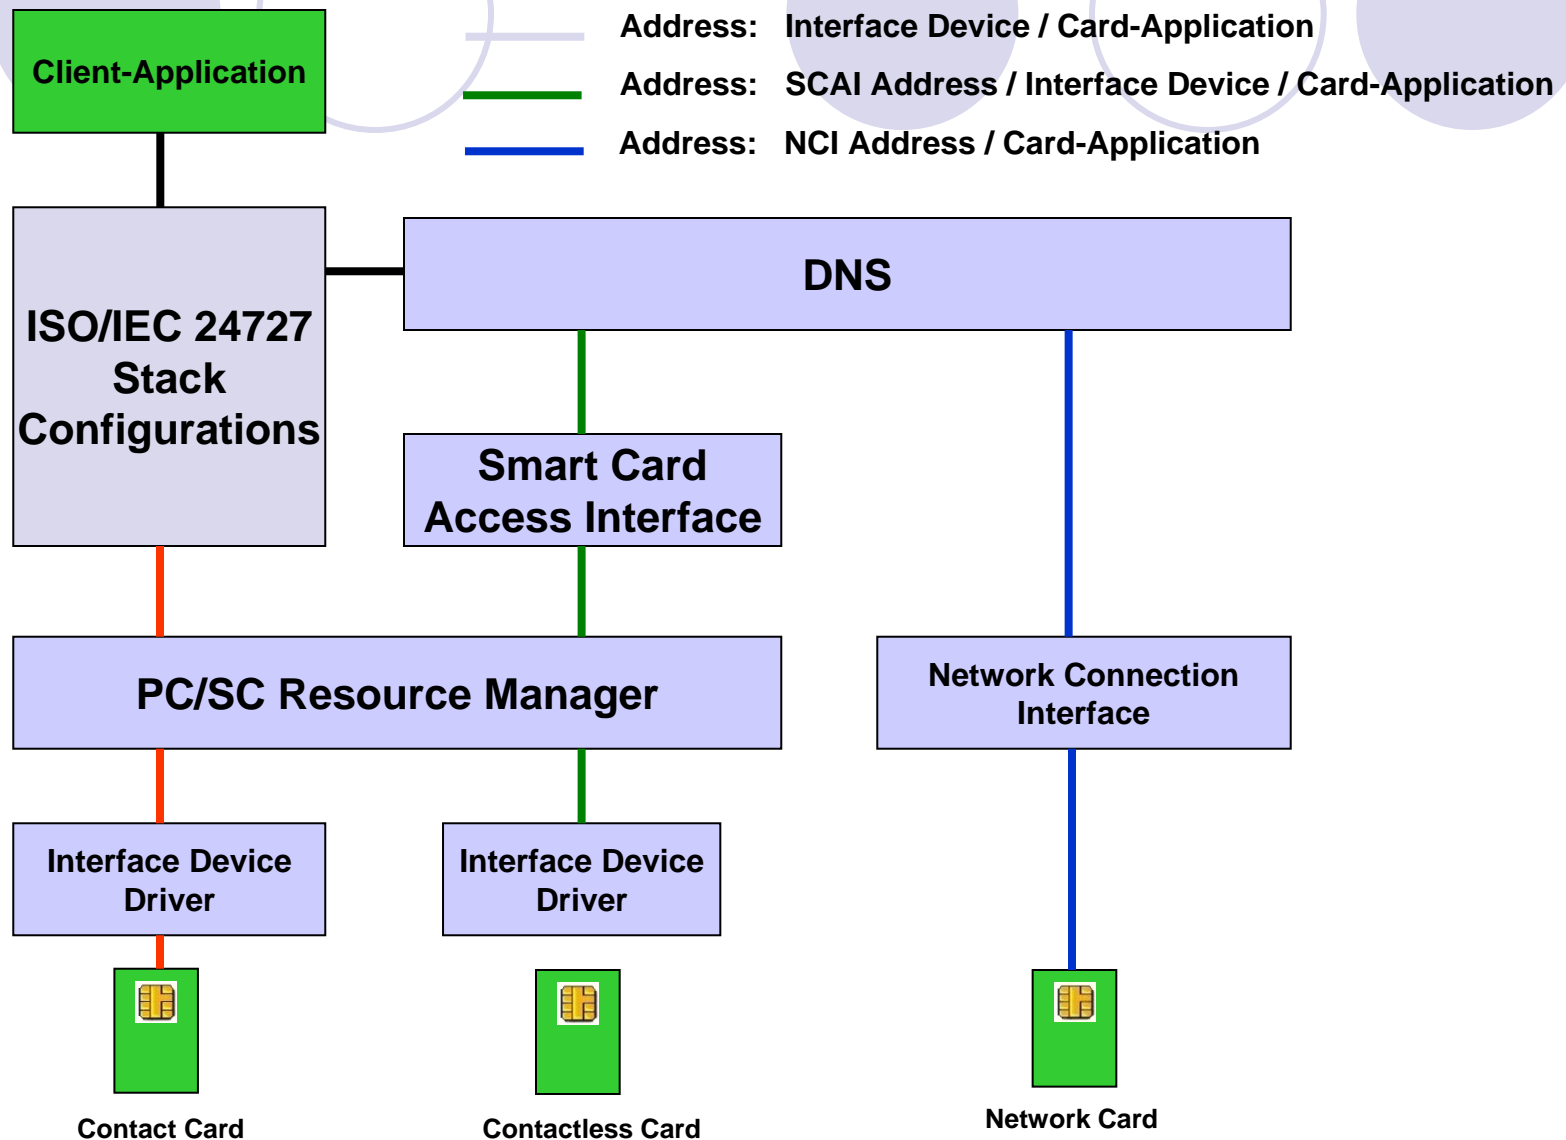 Client-Application
Address: Interface Device / Card-Application
Address: SCAI Address / Interface Device / Card-Application
Address: NCI Address / Card-Application
ISO/IEC 24727
Stack
Configurations
DNS
Smart Card
Access Interface
PC/SC Resource Manager
Network Connection
Interface
Interface Device
Driver
Interface Device
Driver
Contact Card
Contactless Card
Network Card